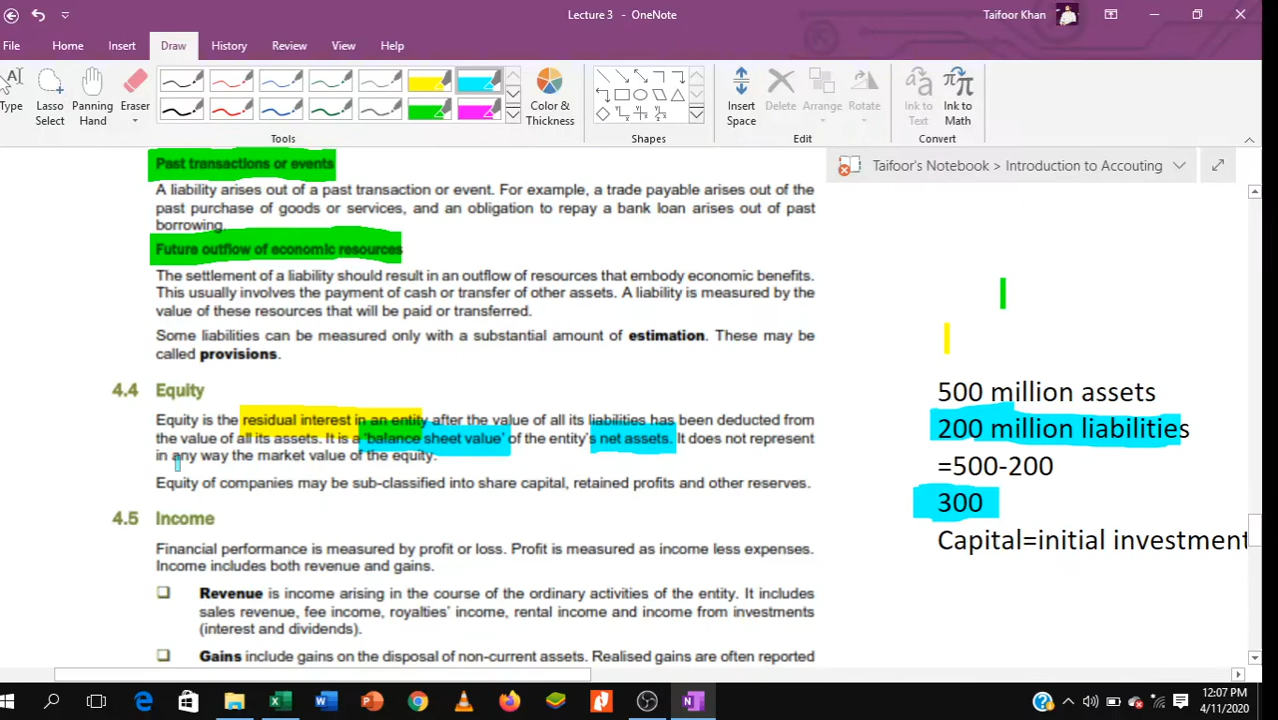 Lecture 3 - OneNote
Taifoor Khan
File Home Insert Draw History Review View Help
Type
Lasso Select
Panning Hand
Eraser
Color & Thickness
Insert Space
Delete
Arrange
Rotate
Ink to Text
Ink to Math
Tools
Shapes
Edit
Convert
Taifoor's Notebook > Introduction to Accouting
Past transactions or events
A liability arises out of a past transaction or event. For example, a trade payable arises out of the
past purchase of goods or services, and an obligation to repay a bank loan arises out of past
borrowing.
Future outflow of economic resources
The settlement of a liability should result in an outflow of resources that embody economic benefits.
This usually involves the payment of cash or transfer of other assets. A liability is measured by the
value of these resources that will be paid or transferred.
Some liabilities can be measured only with a substantial amount of estimation. These may be
called provisions.
4.4 Equity
Equity is the residual interest in an entity after the value of all its liabilities has been deducted from
the value of all its assets. It is a 'balance sheet value' of the entity's net assets. It does not represent
in any way the market value of the equity.
Equity of companies may be sub-classified into share capital, retained profits and other reserves.
4.5 Income
Financial performance is measured by profit or loss. Profit is measured as income less expenses.
Income includes both revenue and gains.
Revenue is income arising in the course of the ordinary activities of the entity. It includes
sales revenue, fee income, royalties' income, rental income and income from investments
(interest and dividends).
Gains include gains on the disposal of non-current assets. Realised gains are often reported
500 million assets
200 million liabilities
=500-200
300
Capital=initial investment
12:07 PM
4/11/2020